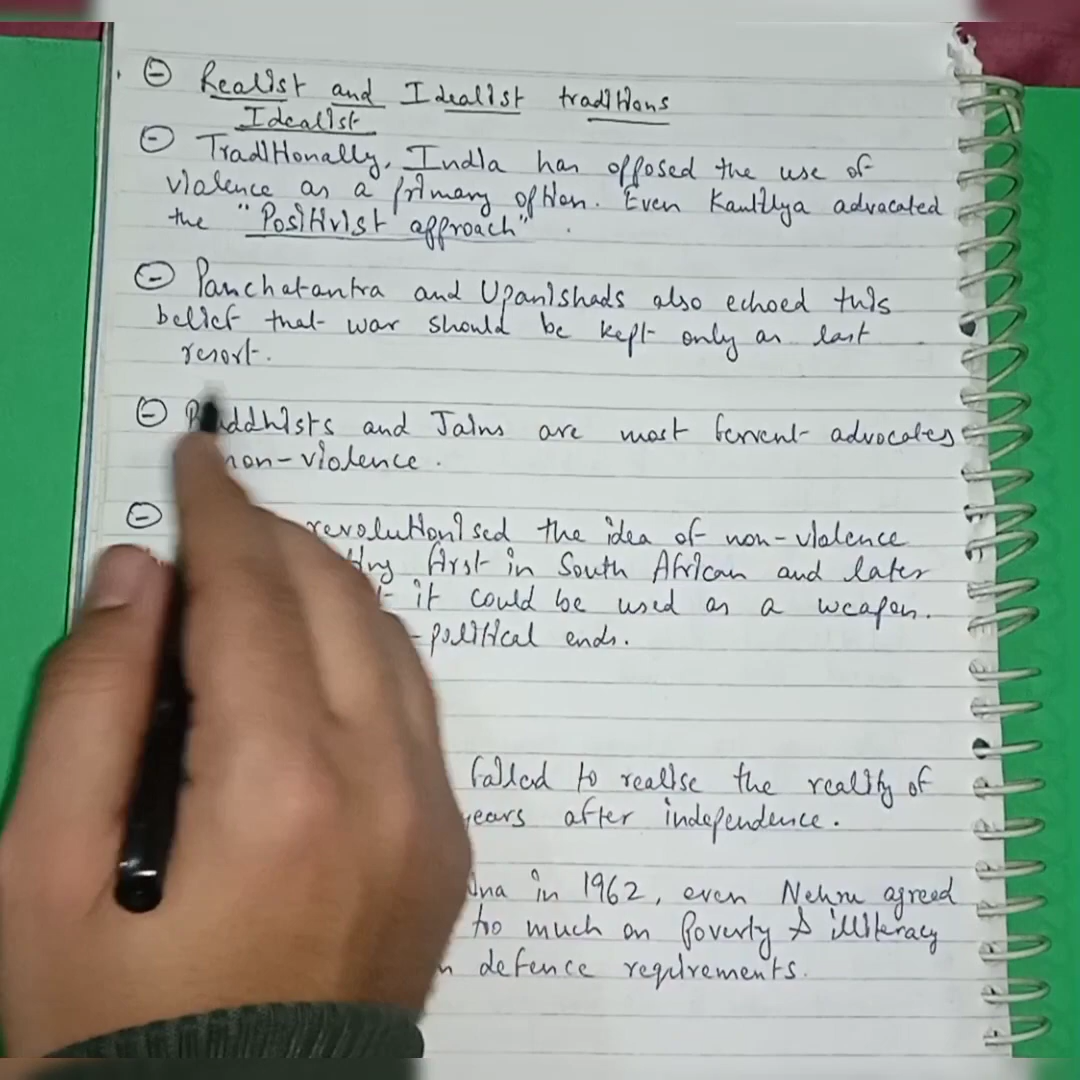 ⊖ Realist and Idealist traditions
Idealist
⊖ Traditionally, India has opposed the use of
violence as a primary option. Even Kautilya advocated
the "Positivist approach".
⊖ Panchatantra and Upanishads also echoed this
belief that war should be kept only as last
resort.
⊖ Buddhists and Jains are most fervent advocates
non-violence.
⊖ revolutionised the idea of non-violence
first in South African and later
it could be used as a weapon.
-political ends.
failed to realise the reality of
years after independence.
in 1962, even Nehru agreed
too much on Poverty & illiteracy
defence requirements.